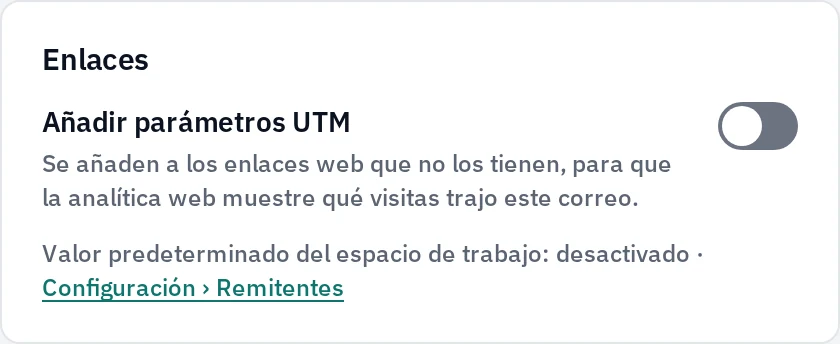 Enlaces
Añadir parámetros UTM
Se añaden a los enlaces web que no los tienen, para que
la analítica web muestre qué visitas trajo este correo.
Valor predeterminado del espacio de trabajo: desactivado ·
Configuración › Remitentes